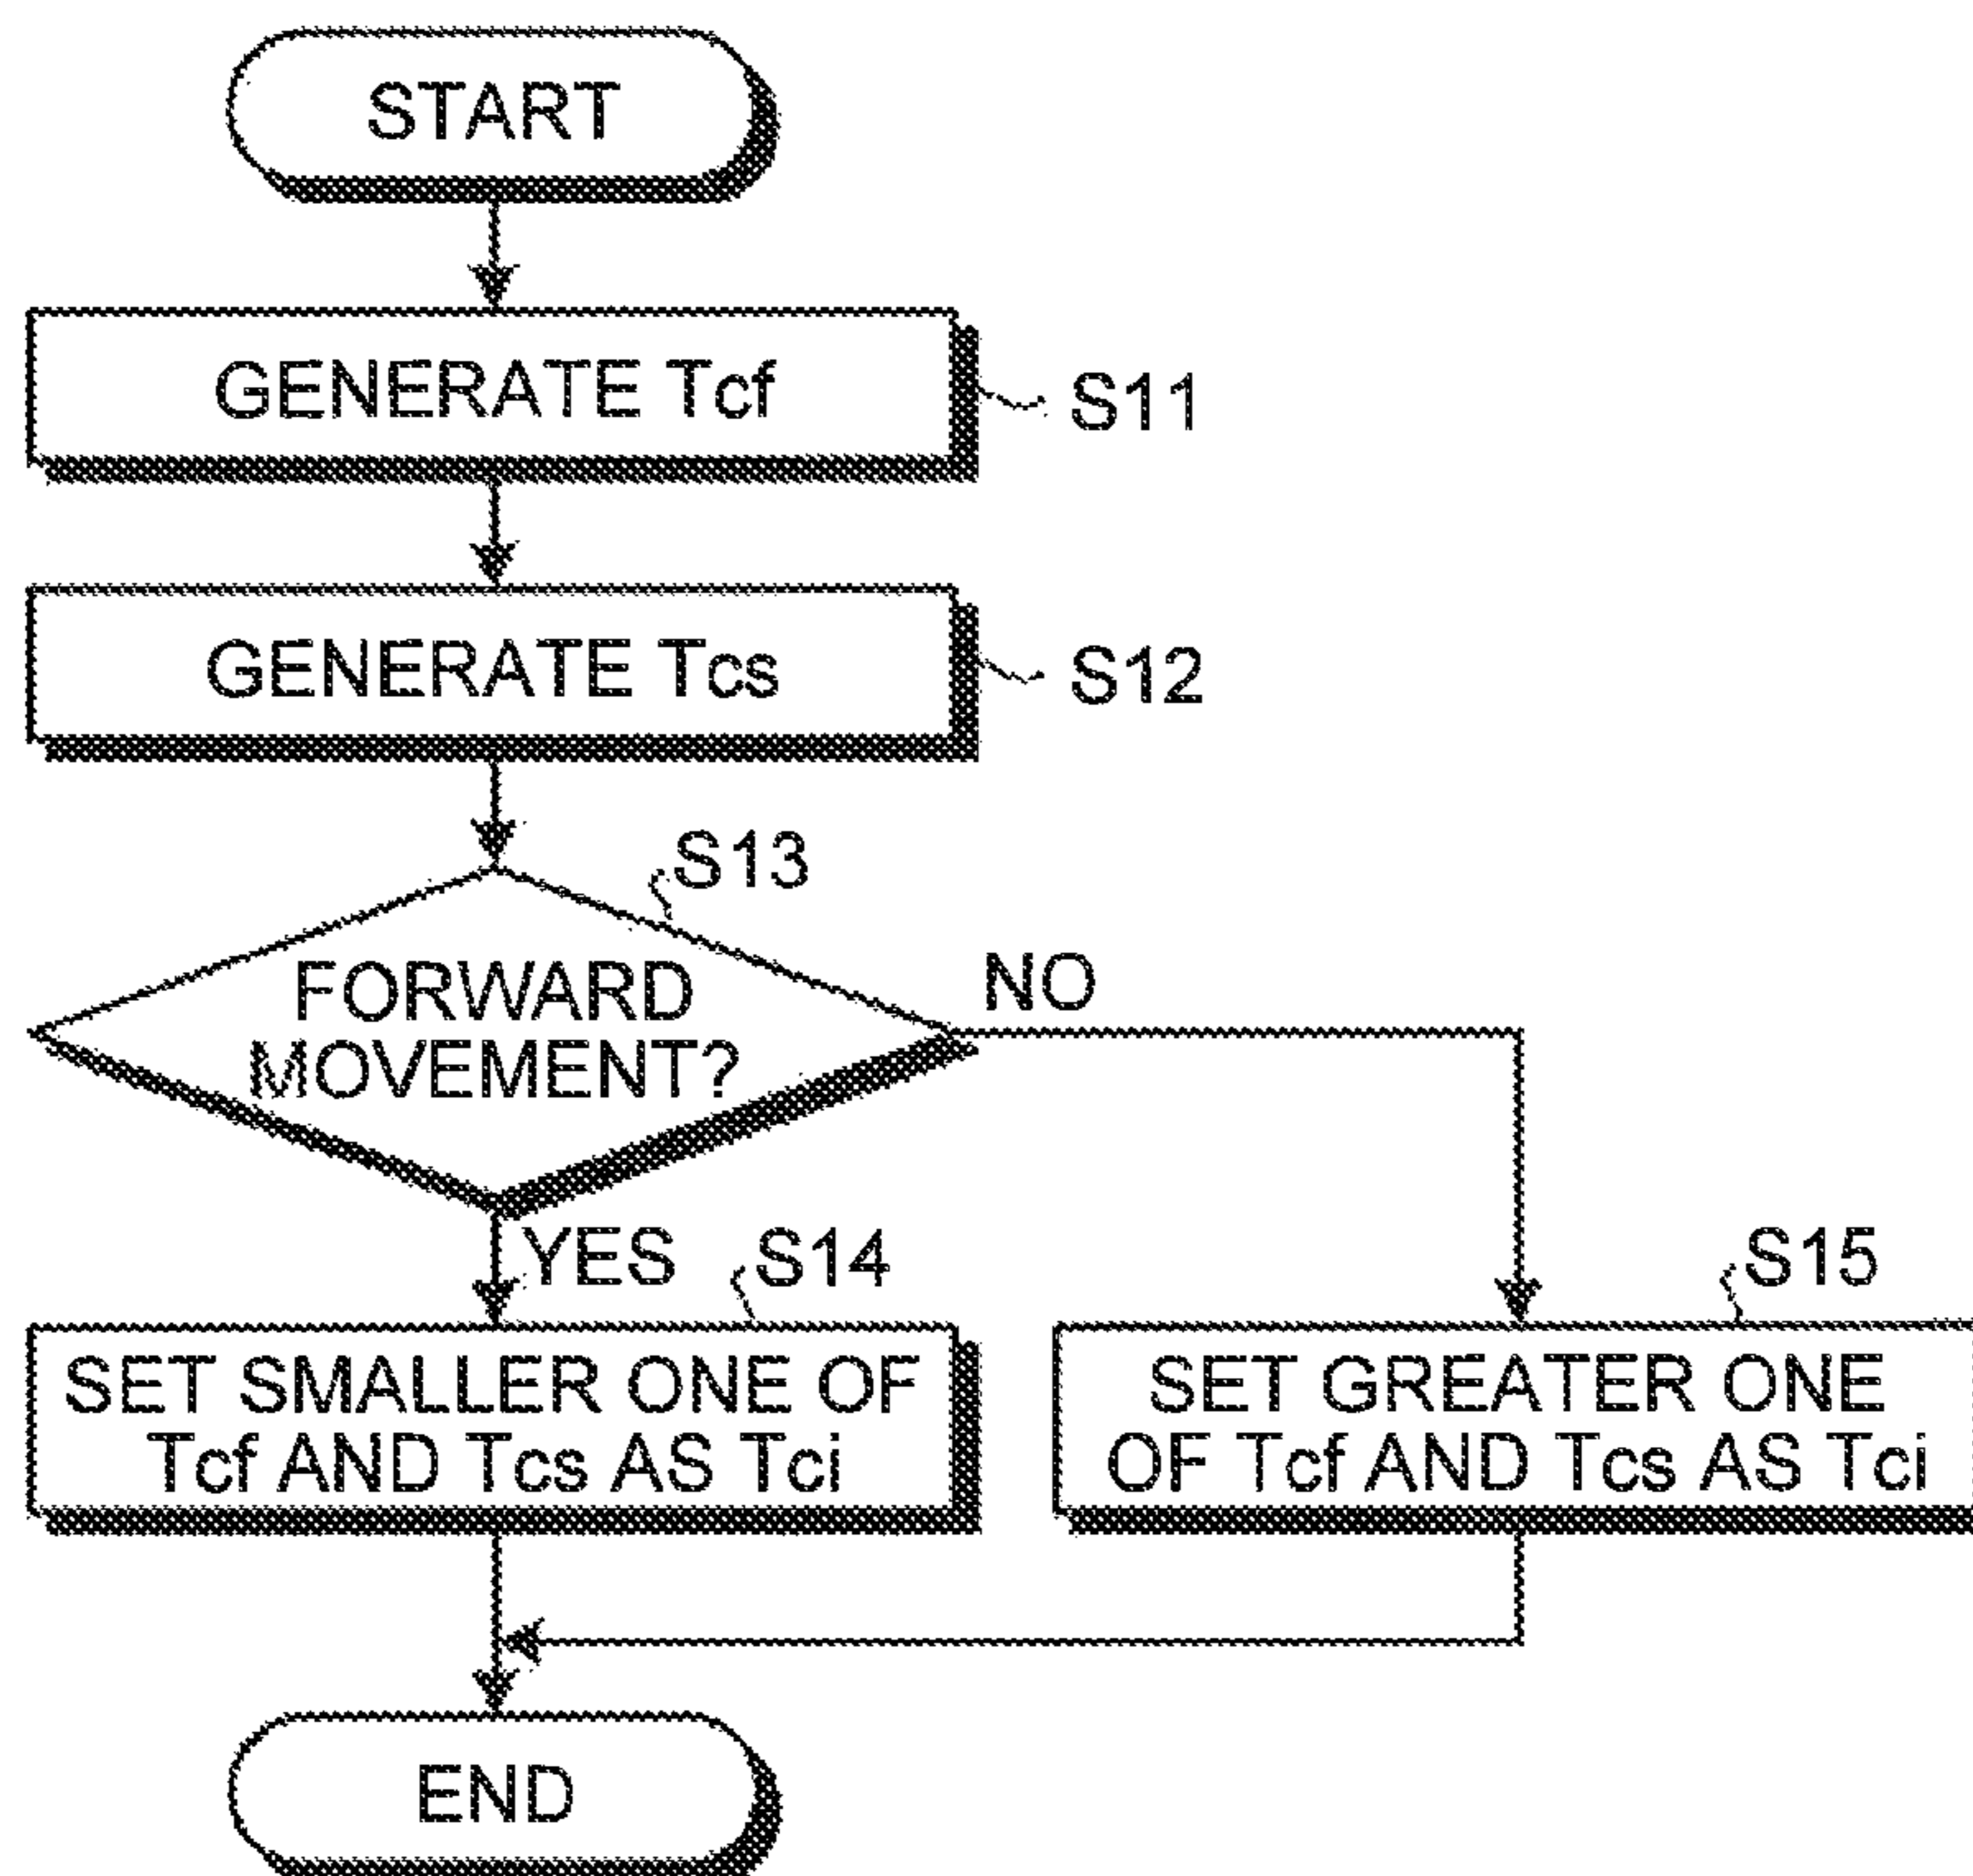 START
GENERATE Tcf
S11
GENERATE Tcs
S12
S13
FORWARD
MOVEMENT?
NO
YES
S14
S15
SET SMALLER ONE OF
Tcf AND Tcs AS Tci
SET GREATER ONE
OF Tcf AND Tcs AS Tci
END